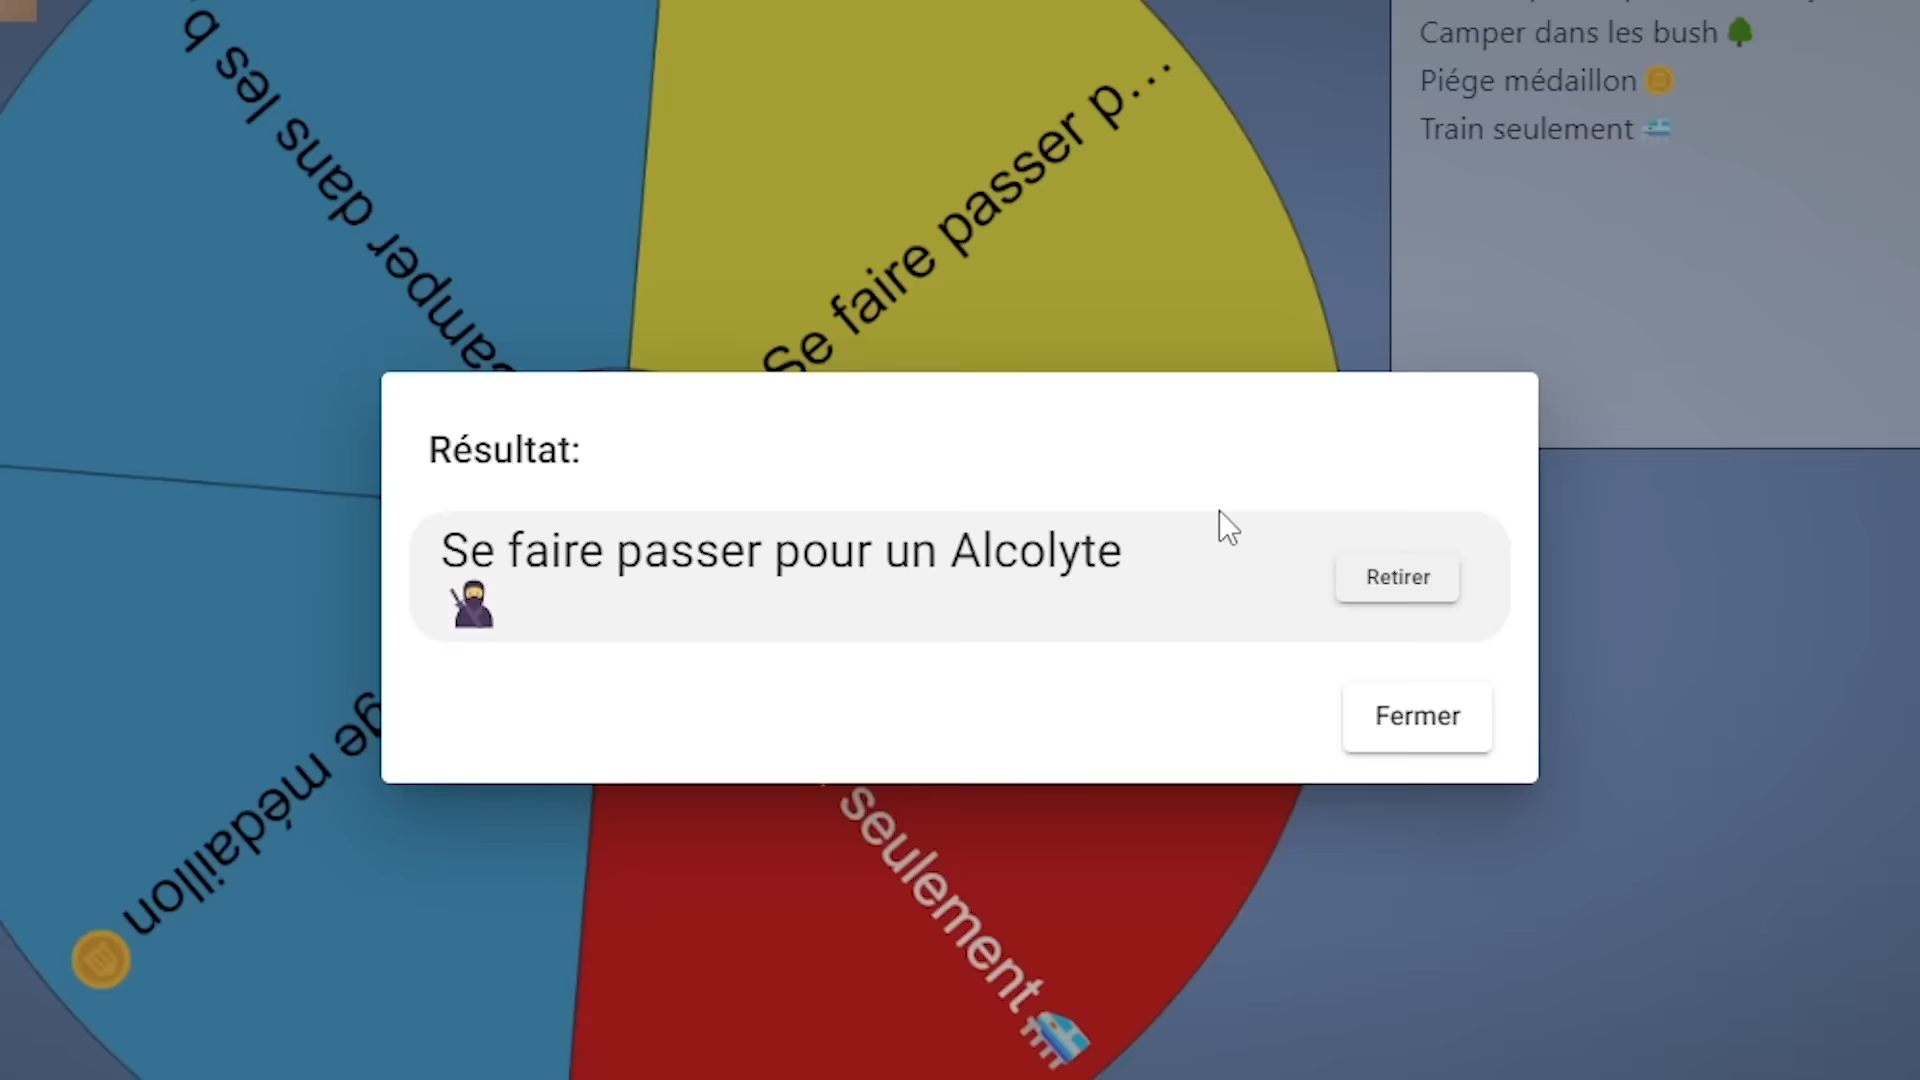 Camper dans les bush 🌳
Piége médaillon 🪙
Train seulement 🚄
camper dans les b
Se faire passer p...
Résultat:
Se faire passer pour un Alcolyte
🥷
Retirer
Fermer
ge médaillon 🪙
seulement 🚄